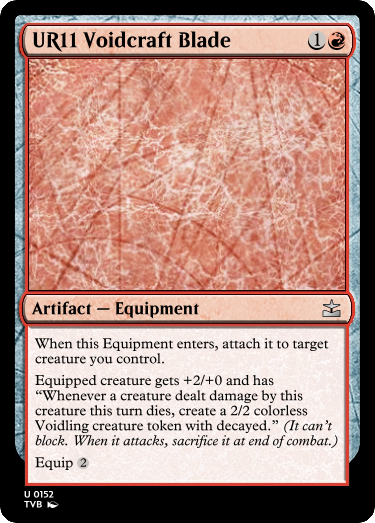 UR11 Voidcraft Blade 1
Artifact — Equipment
When this Equipment enters, attach it to target
creature you control.
Equipped creature gets +2/+0 and has
“Whenever a creature dealt damage by this
creature this turn dies, create a 2/2 colorless
Voidling creature token with decayed.” (It can’t
block. When it attacks, sacrifice it at end of combat.)
Equip 2
U 0152
TVB